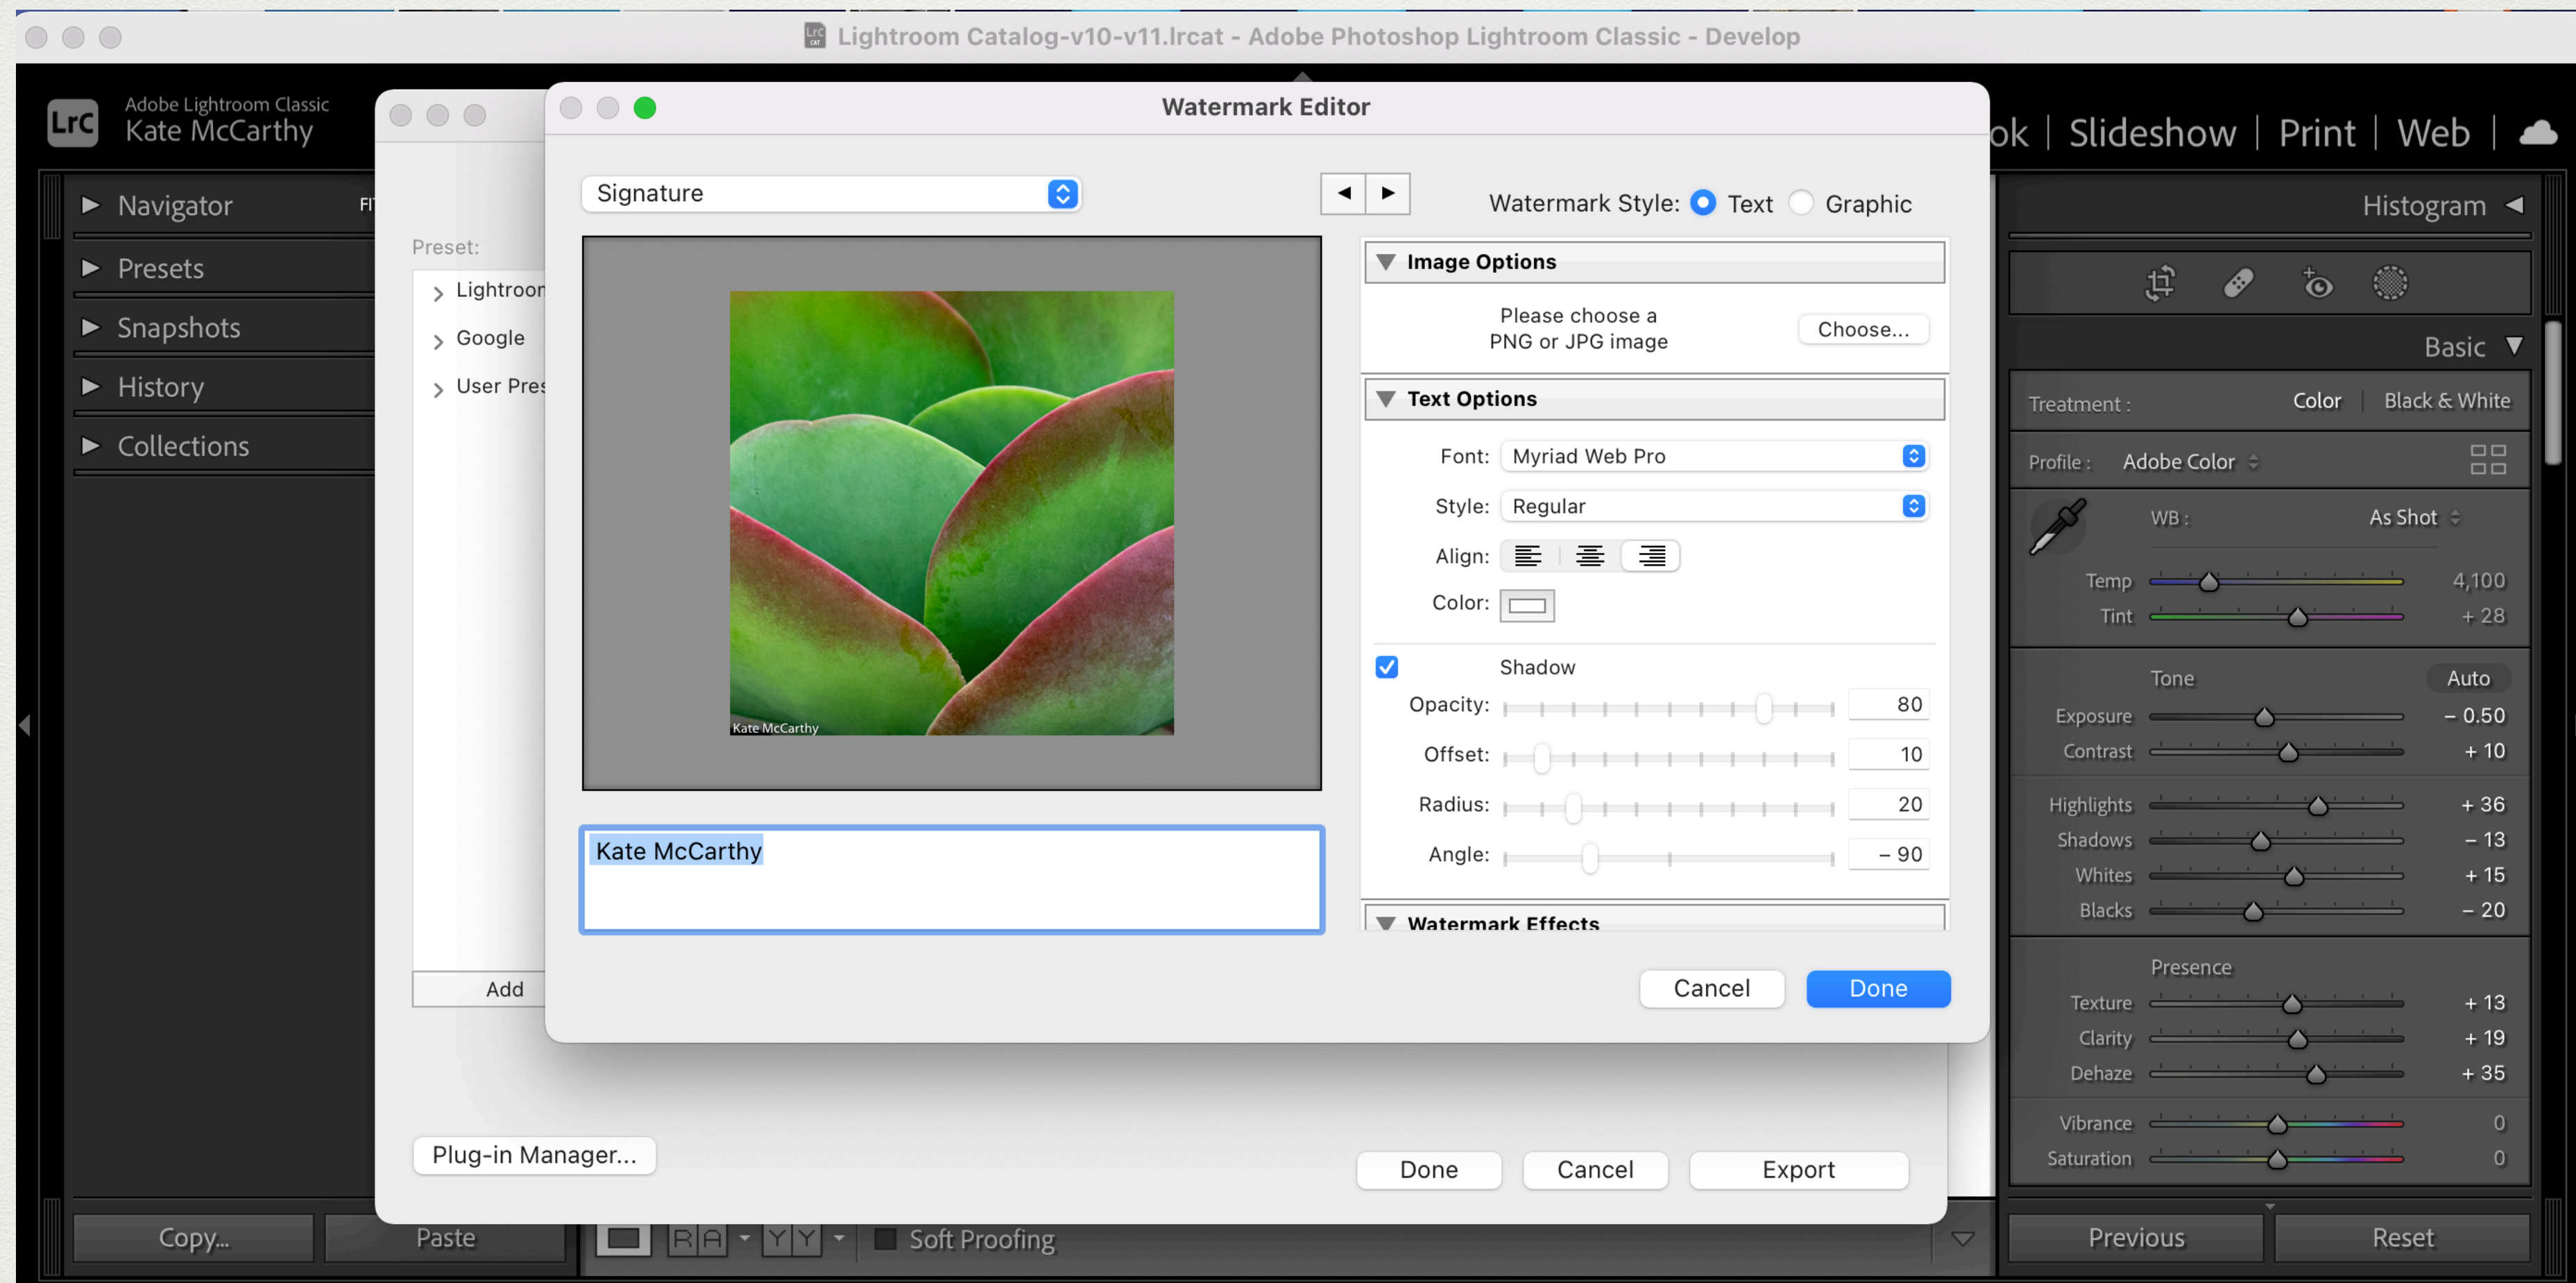 Lightroom Catalog-v10-v11.lrcat - Adobe Photoshop Lightroom Classic - Develop
LrC
Adobe Lightroom Classic
Kate McCarthy
ok | Slideshow | Print | Web |
Navigator
FI
Presets
Snapshots
History
Collections
Preset:
Lightroom
Google
User Pres
Add
Plug-in Manager...
Done
Cancel
Export
Watermark Editor
Signature
Watermark Style: Text Graphic
Kate McCarthy
Kate McCarthy
Image Options
Please choose a
PNG or JPG image
Choose...
Text Options
Font: Myriad Web Pro
Style: Regular
Align:
Color:
Shadow
Opacity: 80
Offset: 10
Radius: 20
Angle: – 90
Watermark Effects
Cancel
Done
Histogram
Basic
Treatment : Color Black & White
Profile : Adobe Color
WB : As Shot
Temp 4,100
Tint + 28
Tone Auto
Exposure – 0.50
Contrast + 10
Highlights + 36
Shadows – 13
Whites + 15
Blacks – 20
Presence
Texture + 13
Clarity + 19
Dehaze + 35
Vibrance 0
Saturation 0
Copy...
Paste
R A
Y Y
Soft Proofing
Previous
Reset